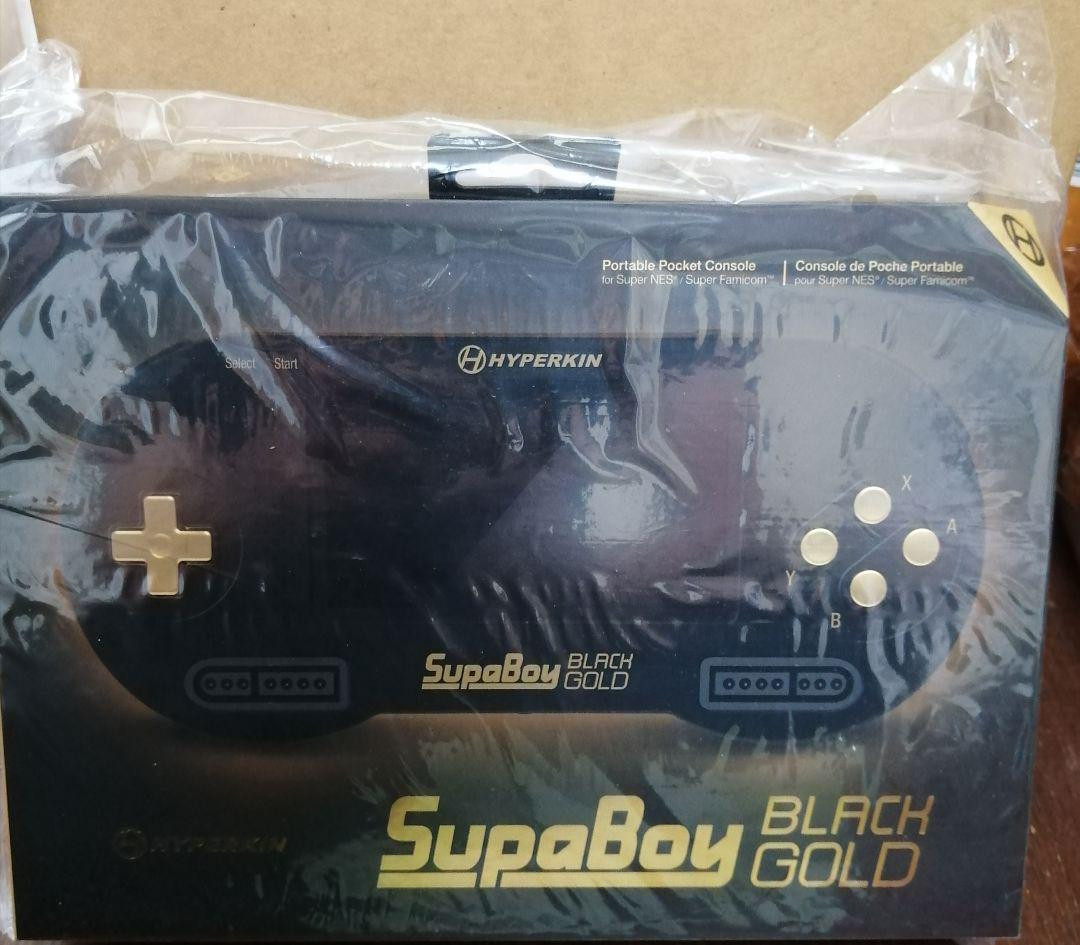 Portable Pocket Console
for Super NES® / Super Famicom™
Console de Poche Portable
pour Super NES® / Super Famicom™
Select Start
HYPERKIN
X
A
Y
B
SupaBoy BLACK GOLD
HYPERKIN
SupaBoy BLACK GOLD